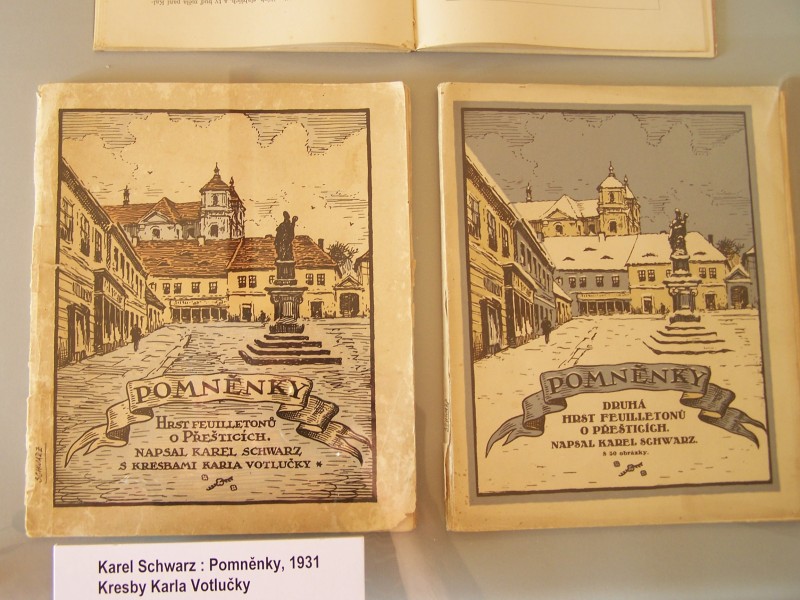 POMNĚNKY
HRST FEUILLETONŮ
O PŘEŠTICÍCH.
NAPSAL KAREL SCHWARZ,
S KRESBAMI KARLA VOTLUČKY
POMNĚNKY
DRUHÁ
HRST FEUILLETONŮ
O PŘEŠTICÍCH.
NAPSAL KAREL SCHWARZ.
S 20 obrázky.
Karel Schwarz : Pomněnky, 1931
Kresby Karla Votlučky